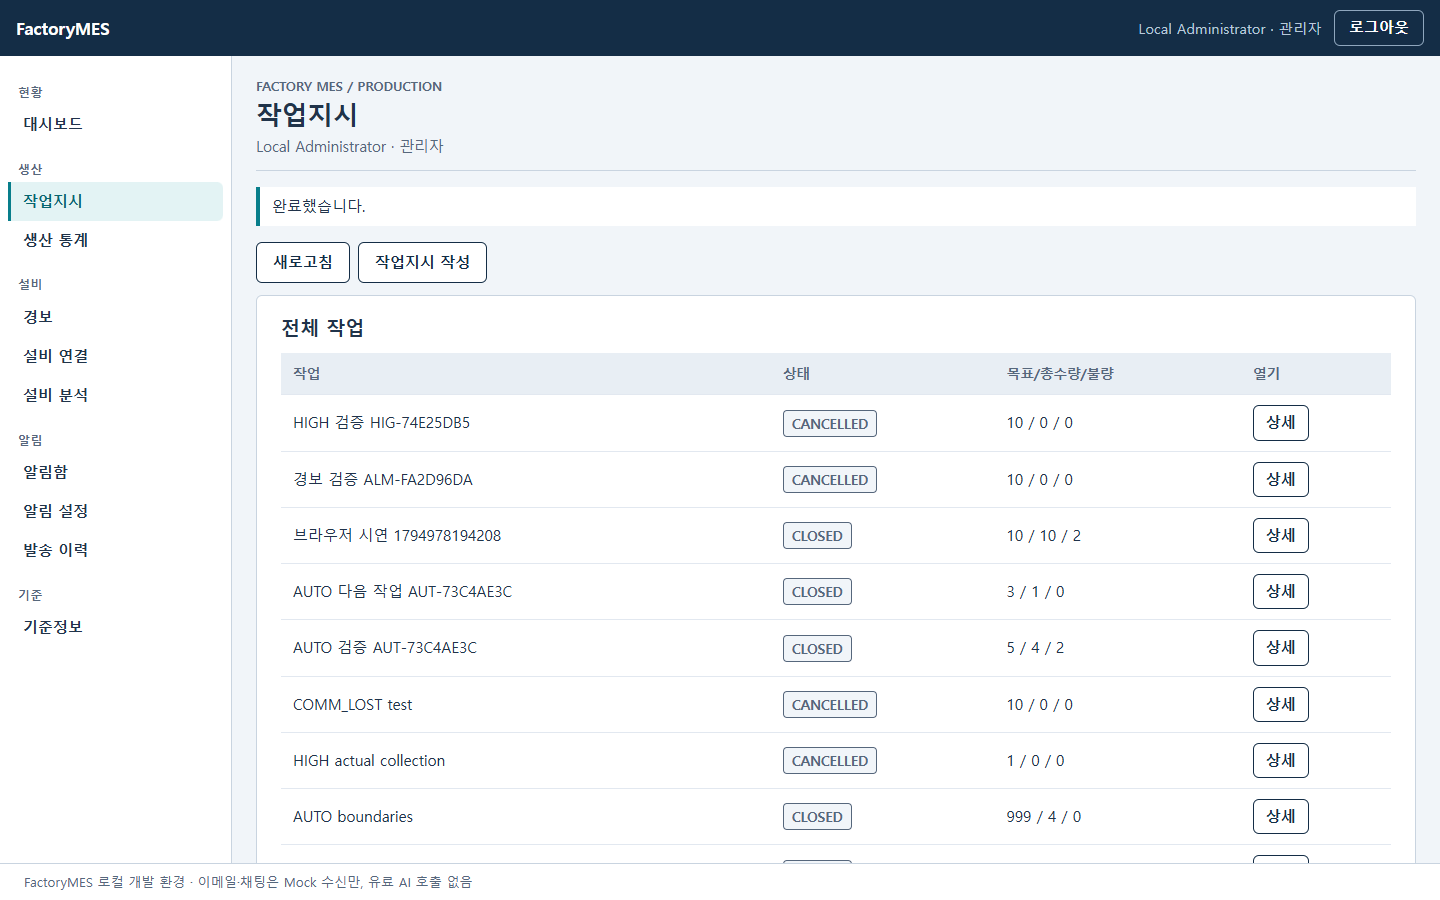 FactoryMES
Local Administrator · 관리자
로그아웃
현황
대시보드
생산
작업지시
생산 통계
설비
경보
설비 연결
설비 분석
알림
알림함
알림 설정
발송 이력
기준
기준정보
FACTORY MES / PRODUCTION
작업지시
Local Administrator · 관리자
완료했습니다.
새로고침 작업지시 작성
전체 작업
작업 상태 목표/총수량/불량 열기
HIGH 검증 HIG-74E25DB5 CANCELLED 10 / 0 / 0 상세
경보 검증 ALM-FA2D96DA CANCELLED 10 / 0 / 0 상세
브라우저 시연 1794978194208 CLOSED 10 / 10 / 2 상세
AUTO 다음 작업 AUT-73C4AE3C CLOSED 3 / 1 / 0 상세
AUTO 검증 AUT-73C4AE3C CLOSED 5 / 4 / 2 상세
COMM_LOST test CANCELLED 10 / 0 / 0 상세
HIGH actual collection CANCELLED 1 / 0 / 0 상세
AUTO boundaries CLOSED 999 / 4 / 0 상세
FactoryMES 로컬 개발 환경 · 이메일·채팅은 Mock 수신만, 유료 AI 호출 없음